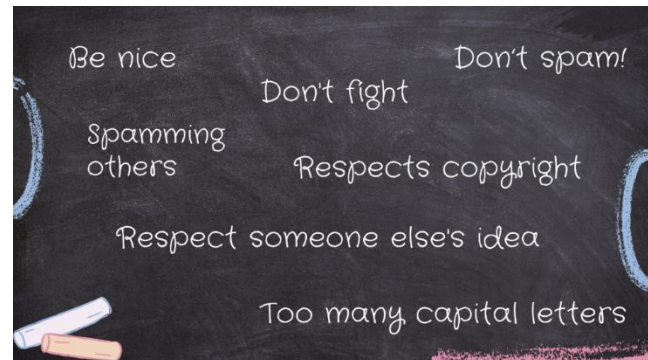 Be nice
Don't spam!
Don't fight
Spamming
others
Respects copyright
Respect someone else's idea
Too many capital letters